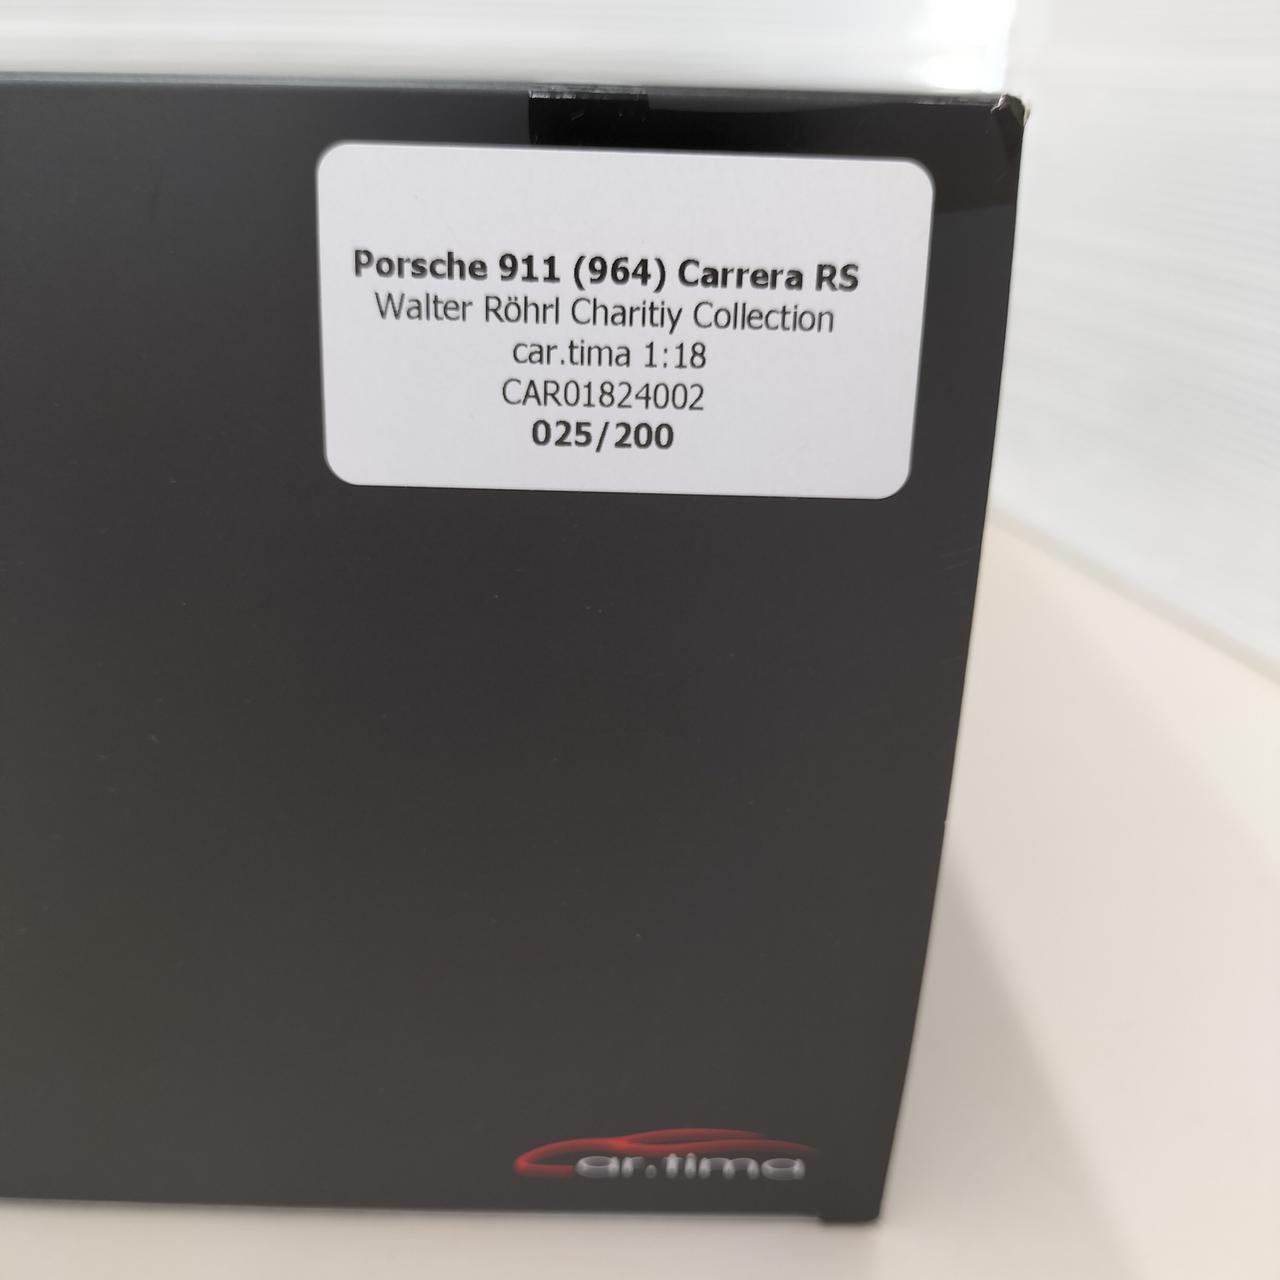 Porsche 911 (964) Carrera RS
Walter Röhrl Charitiy Collection
car.tima 1:18
CAR01824002
025/200
car.tima